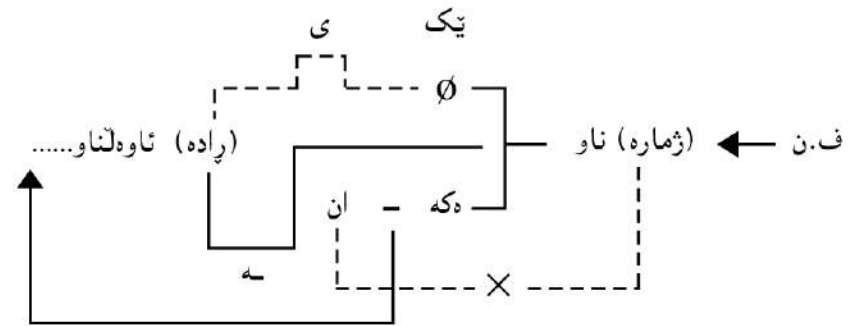 ێک ی
Ø
ف.ن (ژمارە) ناو (ڕادە) ئاوەڵناو......
ەکە – ان
ـە
×